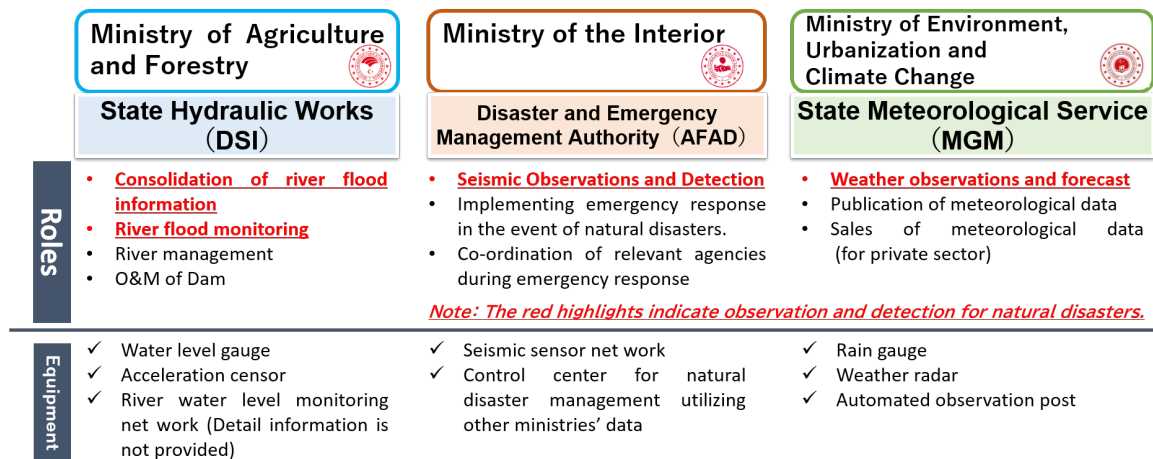 Ministry of Agriculture
and Forestry
State Hydraulic Works
（DSI）
Ministry of the Interior
Disaster and Emergency
Management Authority（AFAD）
Ministry of Environment,
Urbanization and
Climate Change
State Meteorological Service
（MGM）
Roles
• Consolidation of river flood
information
• River flood monitoring
• River management
• O&M of Dam
• Seismic Observations and Detection
• Implementing emergency response
in the event of natural disasters.
• Co-ordination of relevant agencies
during emergency response
• Weather observations and forecast
• Publication of meteorological data
• Sales of meteorological data
(for private sector)
Note: The red highlights indicate observation and detection for natural disasters.
Equipment
✓ Water level gauge
✓ Acceleration censor
✓ River water level monitoring
net work (Detail information is
not provided)
✓ Seismic sensor net work
✓ Control center for natural
disaster management utilizing
other ministries’ data
✓ Rain gauge
✓ Weather radar
✓ Automated observation post